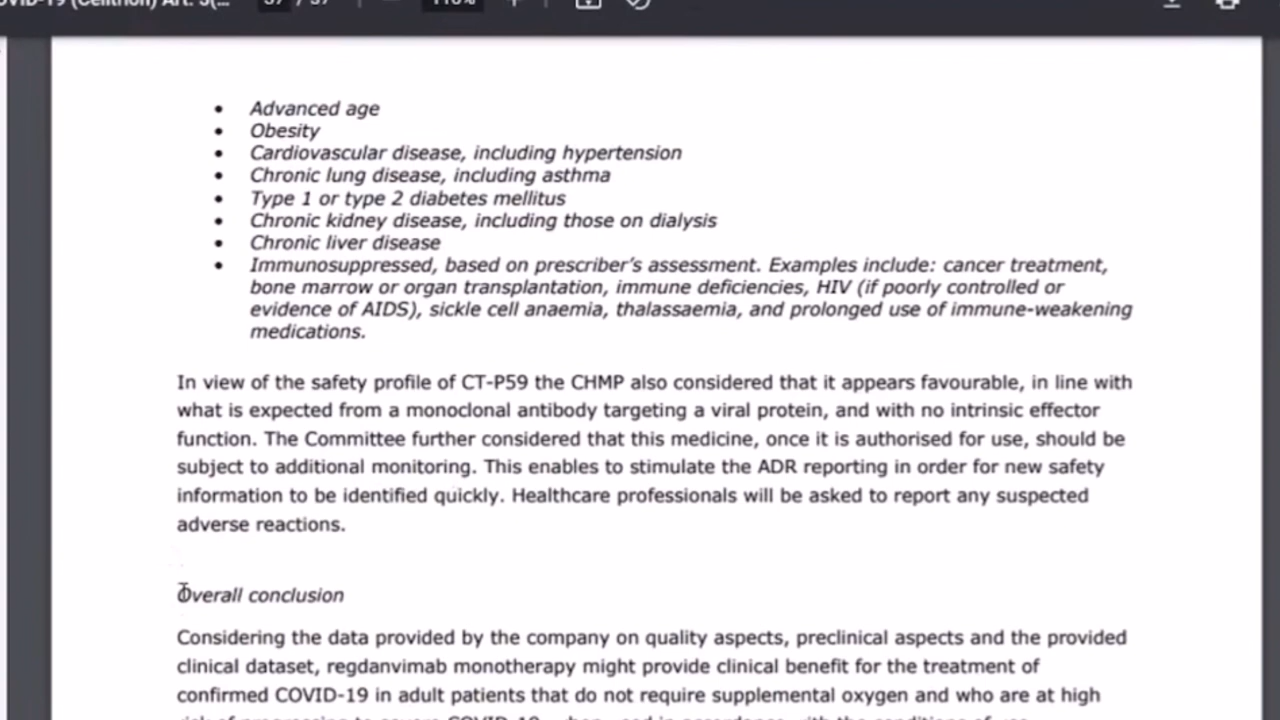 (Celltrion) Art. 5(...
37 / 37
110%
• Advanced age
• Obesity
• Cardiovascular disease, including hypertension
• Chronic lung disease, including asthma
• Type 1 or type 2 diabetes mellitus
• Chronic kidney disease, including those on dialysis
• Chronic liver disease
• Immunosuppressed, based on prescriber's assessment. Examples include: cancer treatment,
bone marrow or organ transplantation, immune deficiencies, HIV (if poorly controlled or
evidence of AIDS), sickle cell anaemia, thalassaemia, and prolonged use of immune-weakening
medications.
In view of the safety profile of CT-P59 the CHMP also considered that it appears favourable, in line with
what is expected from a monoclonal antibody targeting a viral protein, and with no intrinsic effector
function. The Committee further considered that this medicine, once it is authorised for use, should be
subject to additional monitoring. This enables to stimulate the ADR reporting in order for new safety
information to be identified quickly. Healthcare professionals will be asked to report any suspected
adverse reactions.
Overall conclusion
Considering the data provided by the company on quality aspects, preclinical aspects and the provided
clinical dataset, regdanvimab monotherapy might provide clinical benefit for the treatment of
confirmed COVID-19 in adult patients that do not require supplemental oxygen and who are at high